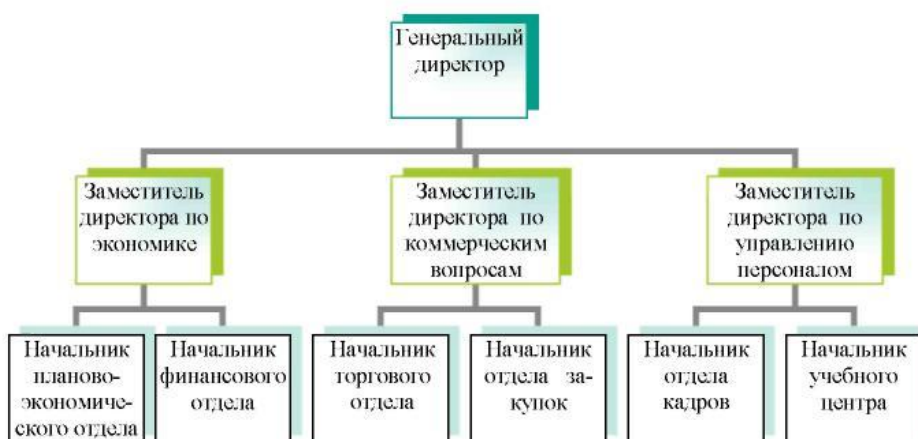 Генеральный
директор
Заместитель
директора по
экономике
Заместитель
директора по
коммерческим
вопросам
Заместитель
директора по
управлению
персоналом
Начальник
планово-
экономиче-
ского отдела
Начальник
финансового
отдела
Начальник
торгового
отдела
Начальник
отдела за-
купок
Начальник
отдела
кадров
Начальник
учебного
центра